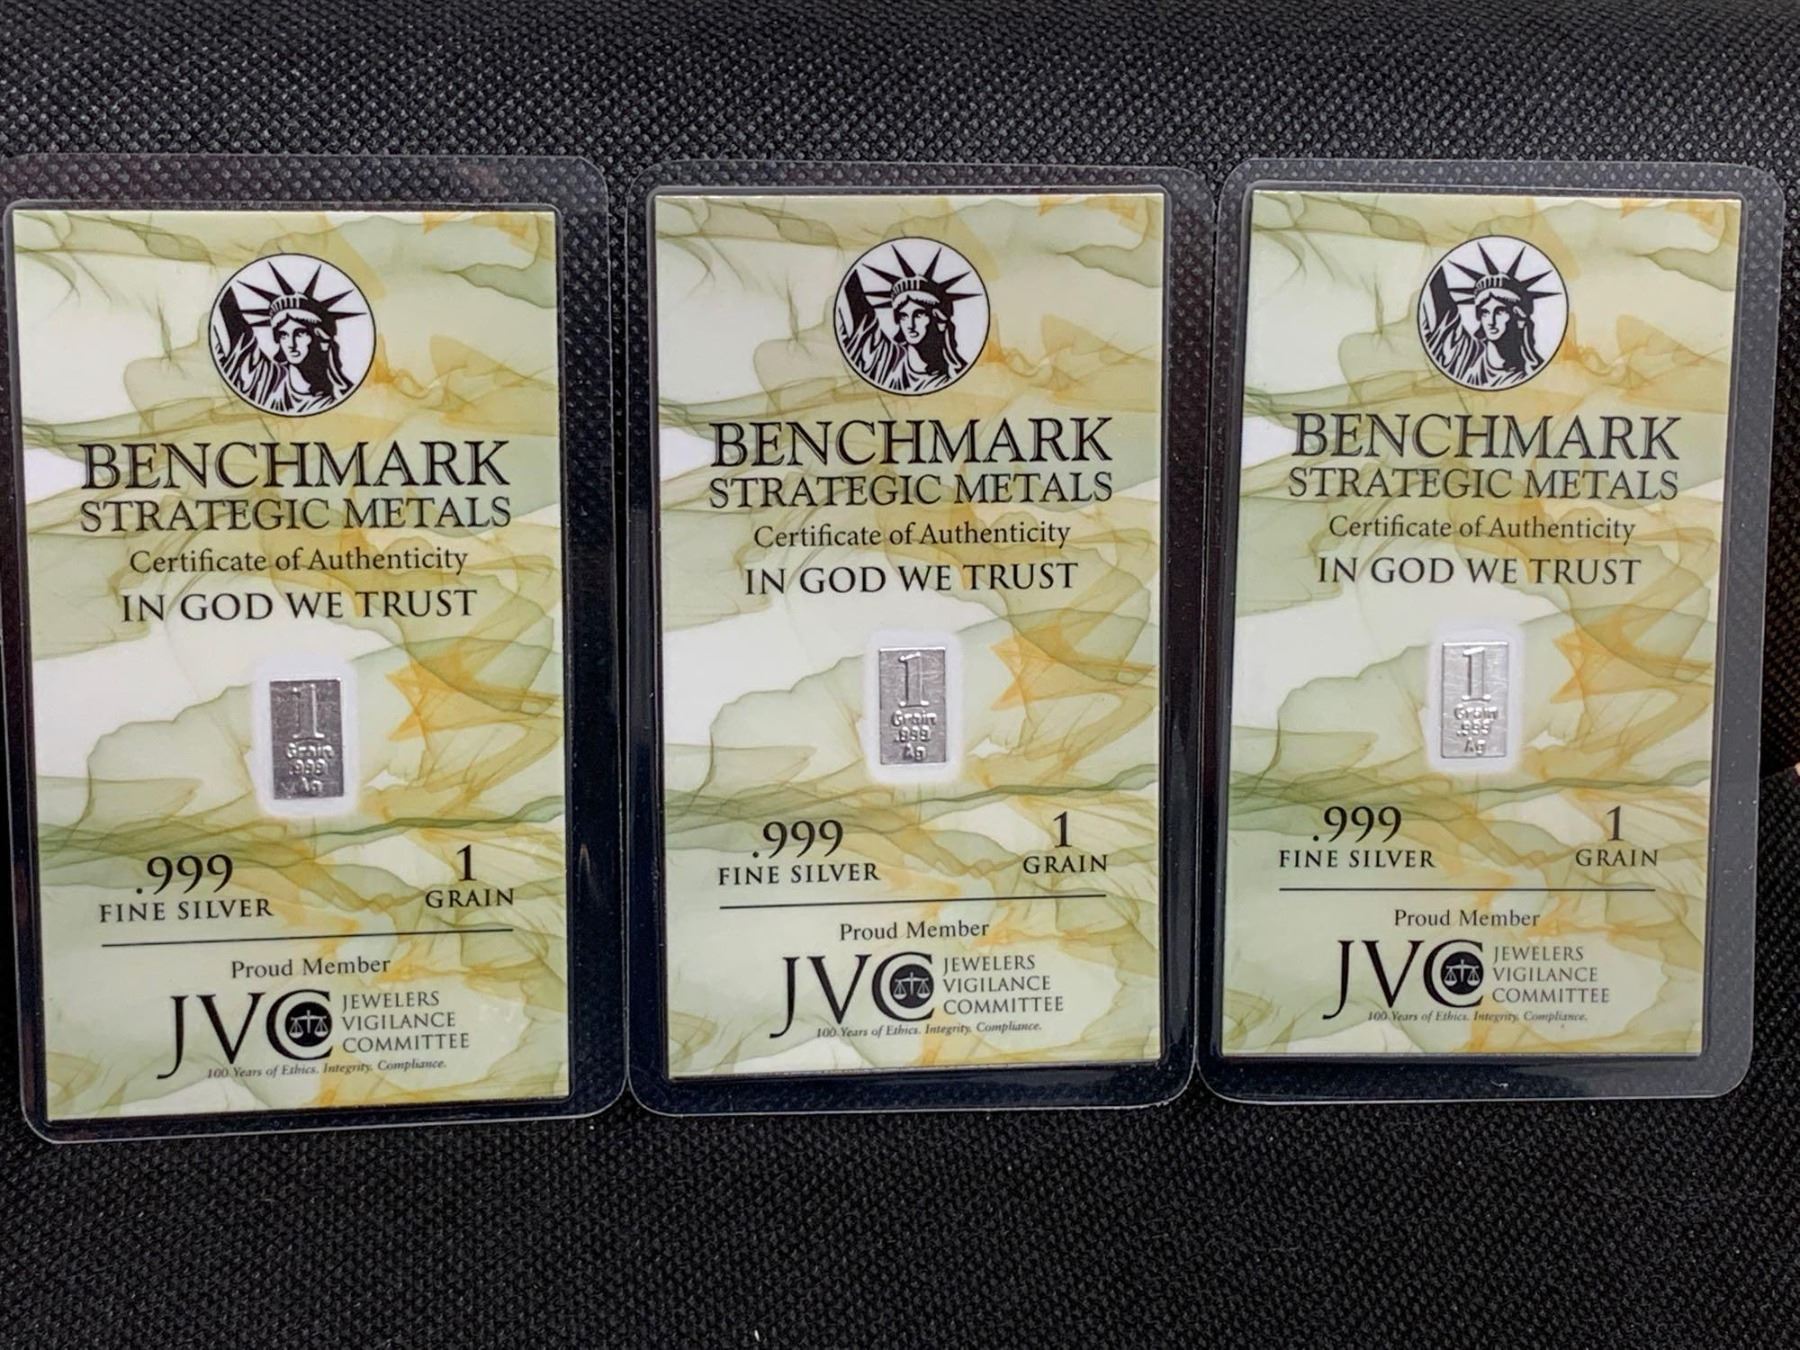 BENCHMARK
STRATEGIC METALS
Certificate of Authenticity
IN GOD WE TRUST
1
Grain
.999
Ag
.999
FINE SILVER
1
GRAIN
Proud Member
JVC
JEWELERS
VIGILANCE
COMMITTEE
100 Years of Ethics. Integrity. Compliance.
BENCHMARK
STRATEGIC METALS
Certificate of Authenticity
IN GOD WE TRUST
1
Grain
.999
Ag
.999
FINE SILVER
1
GRAIN
Proud Member
JVC
JEWELERS
VIGILANCE
COMMITTEE
100 Years of Ethics. Integrity. Compliance.
BENCHMARK
STRATEGIC METALS
Certificate of Authenticity
IN GOD WE TRUST
1
Grain
.999
Ag
.999
FINE SILVER
1
GRAIN
Proud Member
JVC
JEWELERS
VIGILANCE
COMMITTEE
100 Years of Ethics. Integrity. Compliance.